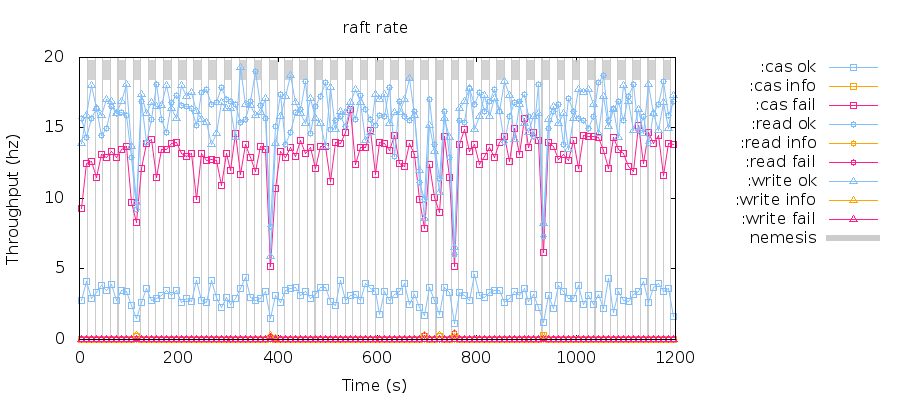 raft rate
Throughput (hz)
20
15
10
5
0
0 200 400 600 800 1000 1200
Time (s)
:cas ok
:cas info
:cas fail
:read ok
:read info
:read fail
:write ok
:write info
:write fail
nemesis